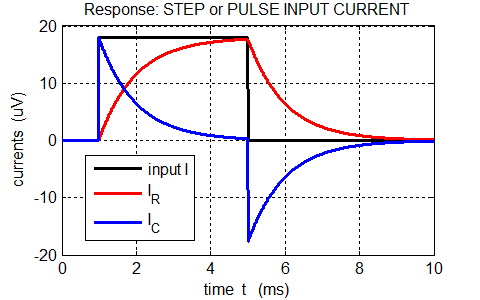 Response: STEP or PULSE INPUT CURRENT
20
10
0
-10
-20
currents (uV)
input I
I_R
I_C
0 2 4 6 8 10
time t (ms)